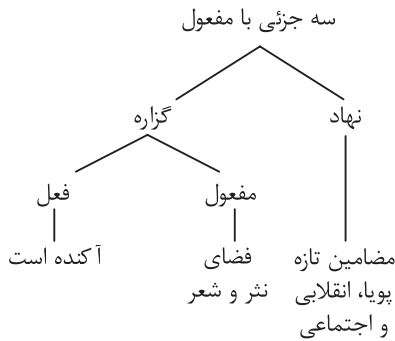 سه جزئی با مفعول
نهاد
گزاره
مفعول
فعل
مضامین تازه
پویا، انقلابی
و اجتماعی
فضای
نثر و شعر
آکنده است